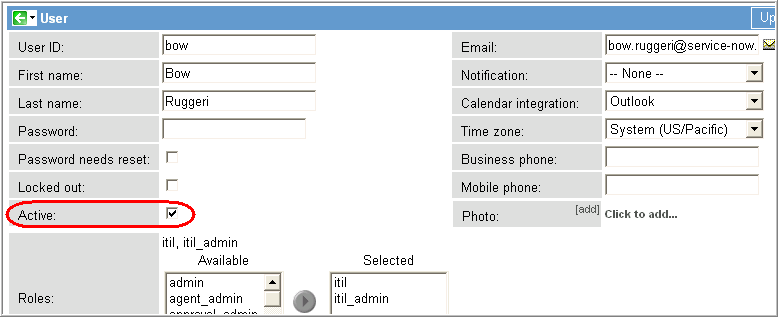 User Up
User ID: bow Email: bow.ruggeri@service-now.
First name: Bow Notification: -- None --
Last name: Ruggeri Calendar integration: Outlook
Password: Time zone: System (US/Pacific)
Password needs reset: Business phone:
Locked out: Mobile phone:
Active: Photo: [add] Click to add...
itil, itil_admin
Available Selected
admin itil
Roles: agent_admin itil_admin
approval_admin